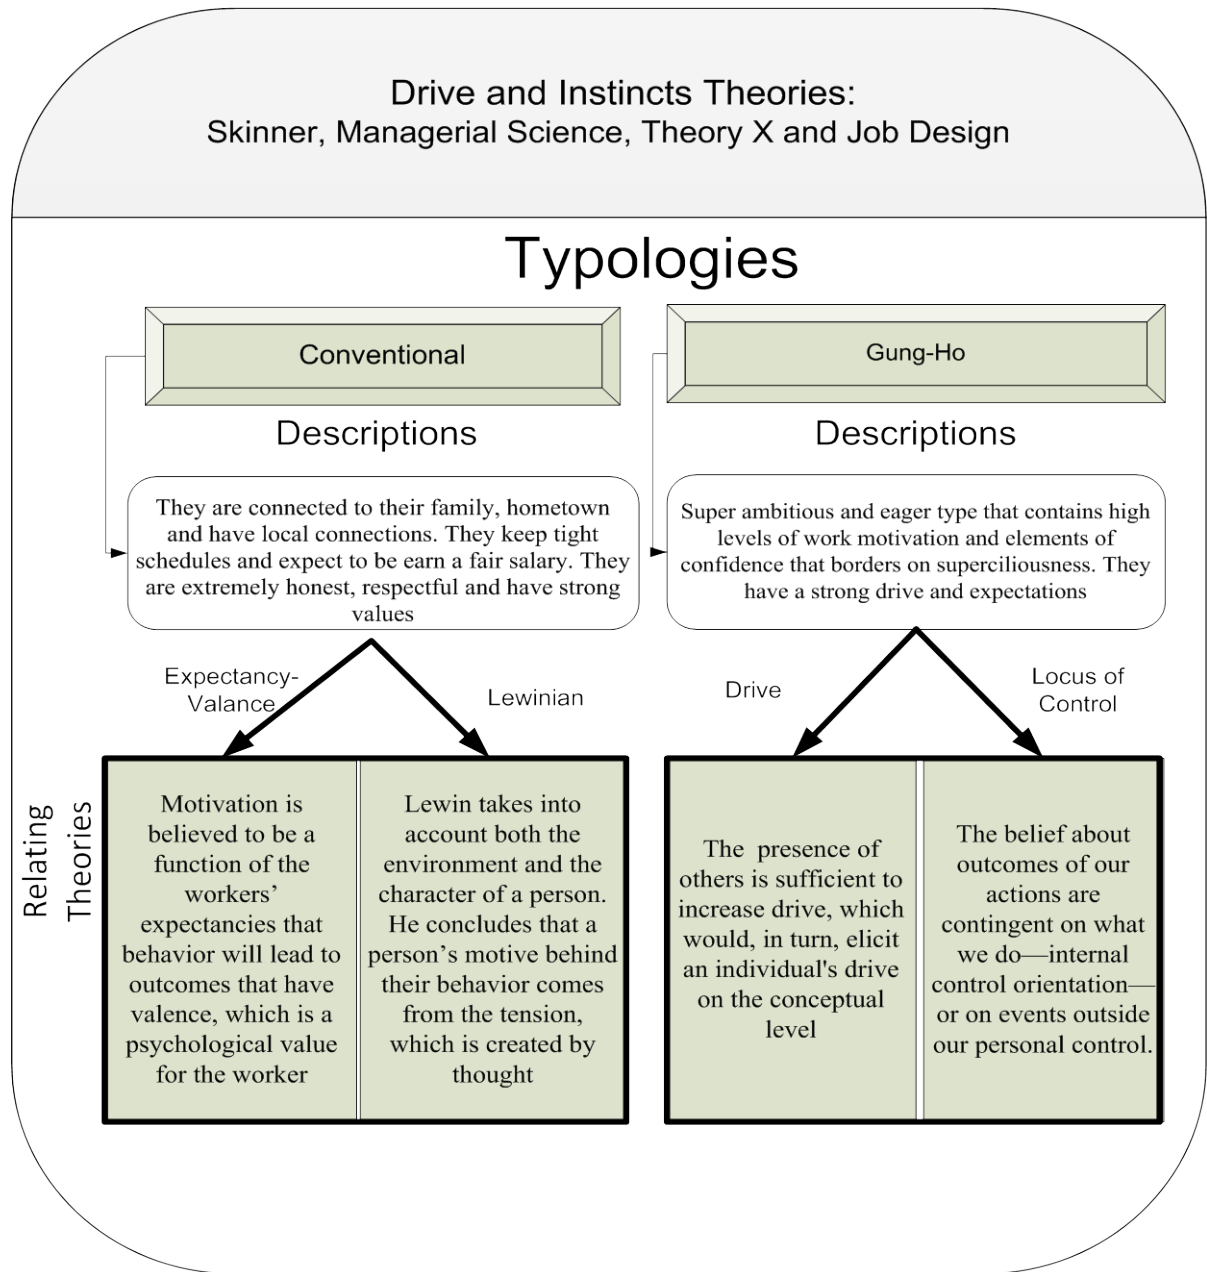 Drive and Instincts Theories:
Skinner, Managerial Science, Theory X and Job Design
Typologies
Conventional
Descriptions
They are connected to their family, hometown
and have local connections. They keep tight
schedules and expect to be earn a fair salary. They
are extremely honest, respectful and have strong
values
Expectancy-
Valance
Lewinian
Gung-Ho
Descriptions
Super ambitious and eager type that contains high
levels of work motivation and elements of
confidence that borders on superciliousness. They
have a strong drive and expectations
Drive
Locus of
Control
Relating
Theories
Motivation is
believed to be a
function of the
workers’
expectancies that
behavior will lead to
outcomes that have
valence, which is a
psychological value
for the worker
Lewin takes into
account both the
environment and the
character of a person.
He concludes that a
person’s motive behind
their behavior comes
from the tension,
which is created by
thought
The  presence of
others is sufficient to
increase drive, which
would, in turn, elicit
an individual's drive
on the conceptual
level
The belief about
outcomes of our
actions are
contingent on what
we do—internal
control orientation—
or on events outside
our personal control.